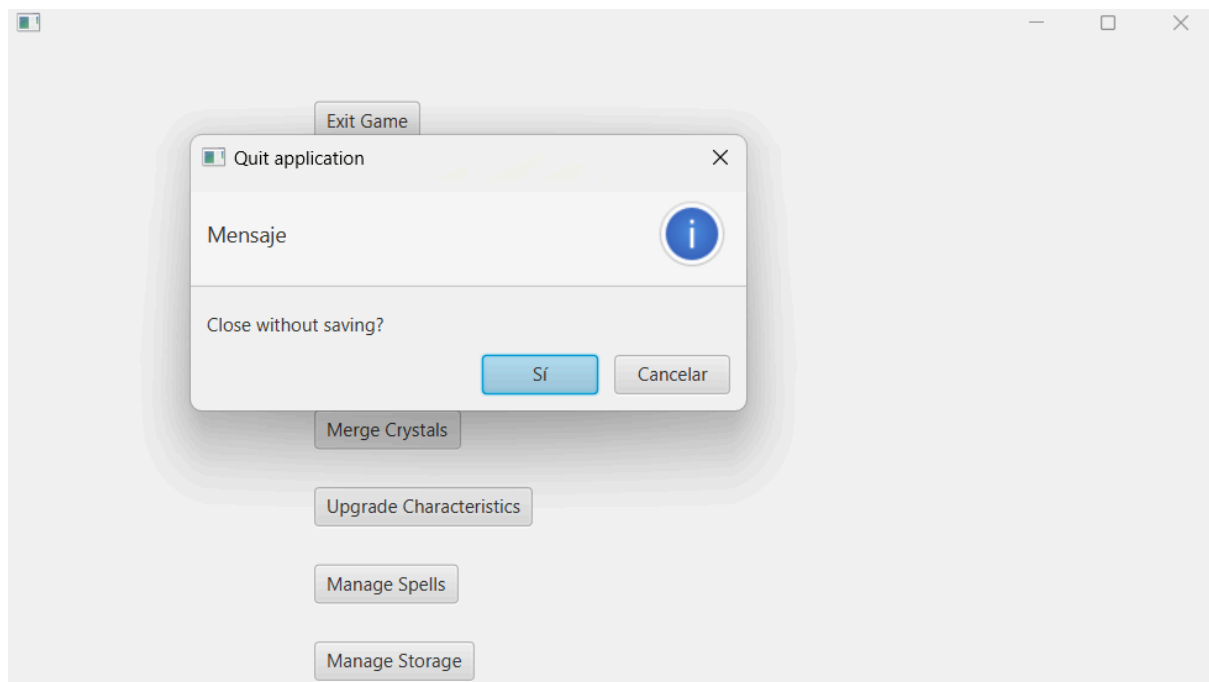 Exit Game
Quit application
Mensaje
Close without saving?
Sí Cancelar
Merge Crystals
Upgrade Characteristics
Manage Spells
Manage Storage